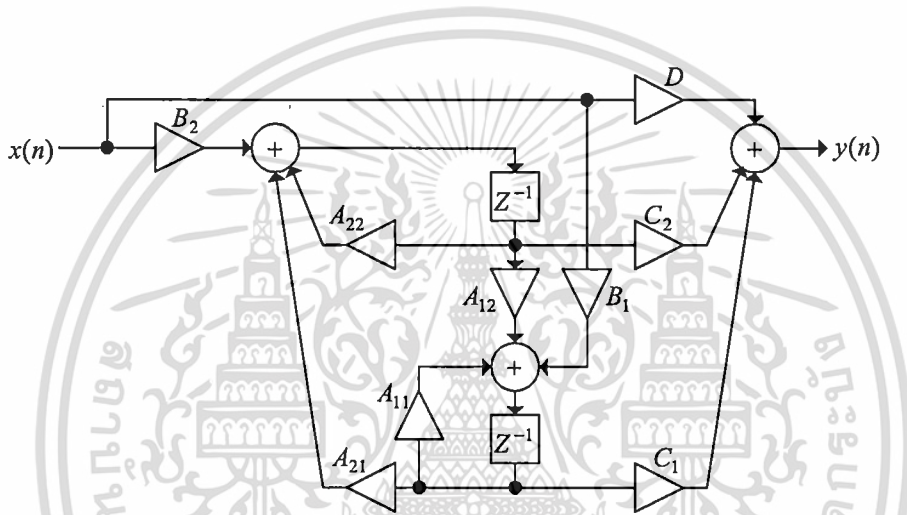 D
B₂
x(n)
+
+
y(n)
Z⁻¹
A₂₂
C₂
A₁₂
B₁
+
A₁₁
Z⁻¹
A₂₁
C₁